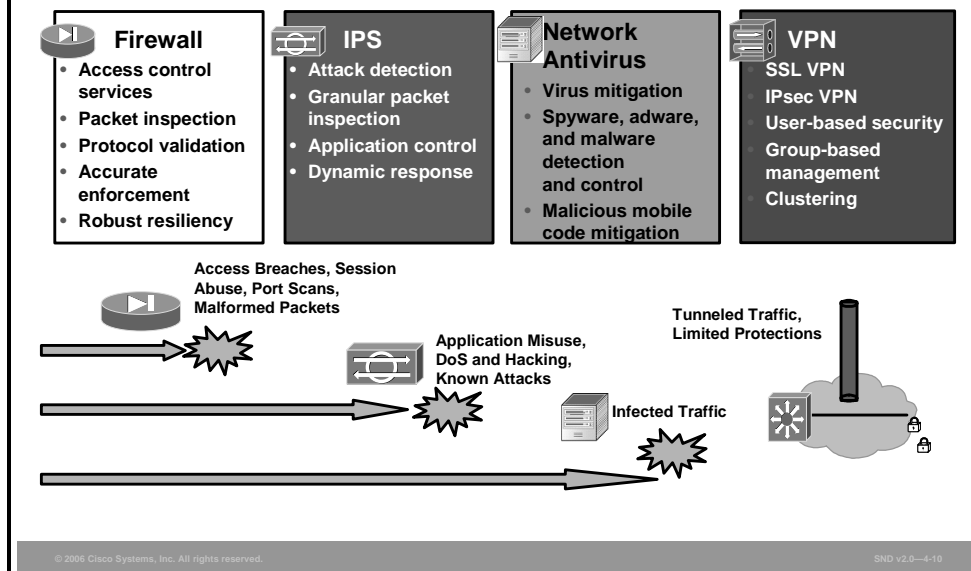 Firewall
• Access control
services
• Packet inspection
• Protocol validation
• Accurate
enforcement
• Robust resiliency
IPS
• Attack detection
• Granular packet
inspection
• Application control
• Dynamic response
Network
Antivirus
• Virus mitigation
• Spyware, adware,
and malware
detection
and control
• Malicious mobile
code mitigation
VPN
• SSL VPN
• IPsec VPN
• User-based security
• Group-based
management
• Clustering
Access Breaches, Session
Abuse, Port Scans,
Malformed Packets
Application Misuse,
DoS and Hacking,
Known Attacks
Infected Traffic
Tunneled Traffic,
Limited Protections
© 2006 Cisco Systems, Inc. All rights reserved.
SND v2.0—4-10